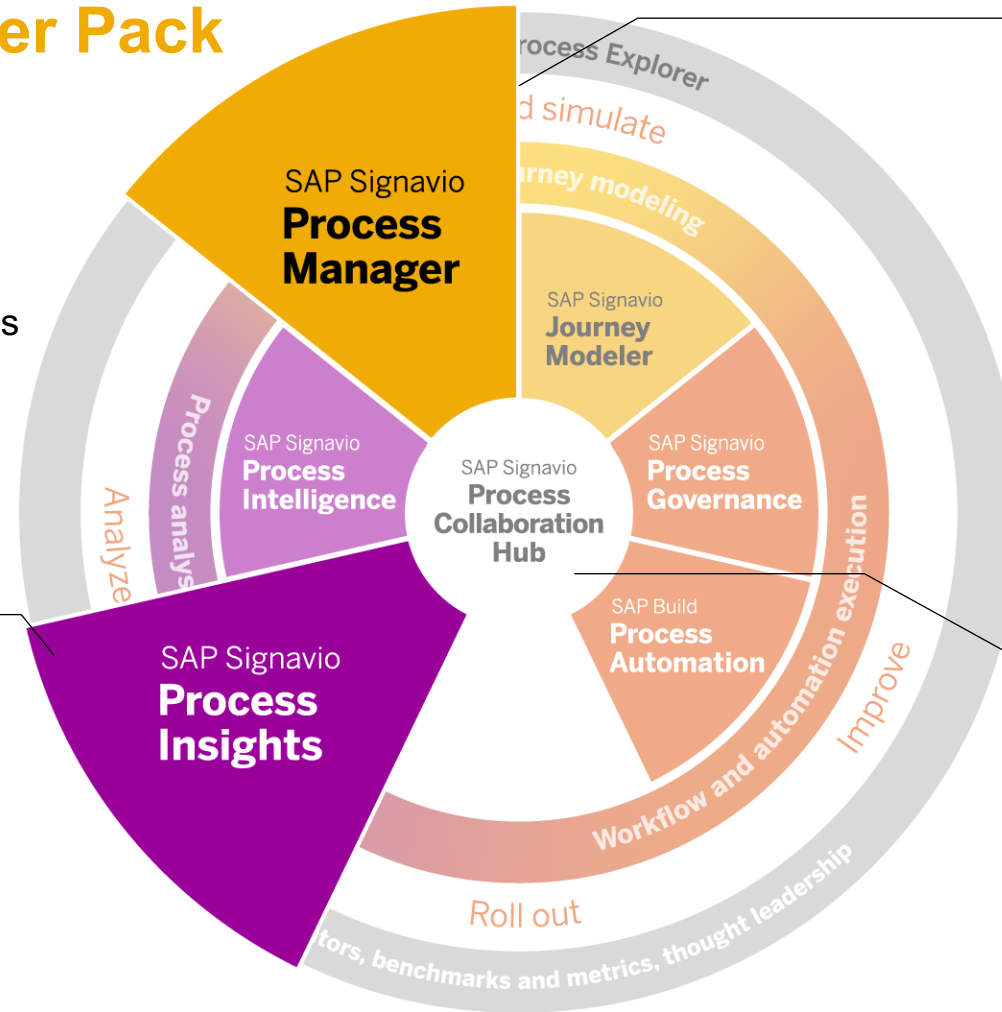 er Pack
rocess Explorer
d simulate
SAP Signavio
Process
Manager
urney modeling
SAP Signavio
Journey
Modeler
s
Process analys
SAP Signavio
Process
Intelligence
SAP Signavio
Process
Collaboration
Hub
SAP Signavio
Process
Governance
Analyze
SAP Build
Process
Automation
Workflow and automation execution
Improve
SAP Signavio
Process
Insights
Roll out
tors, benchmarks and metrics, thought leadership